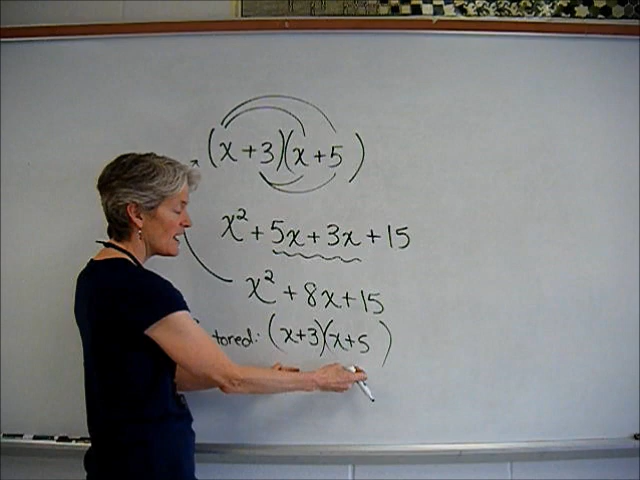 (x+3)(x+5)
x² + 5x + 3x + 15
x² + 8x + 15
tored: (x+3)(x+5)